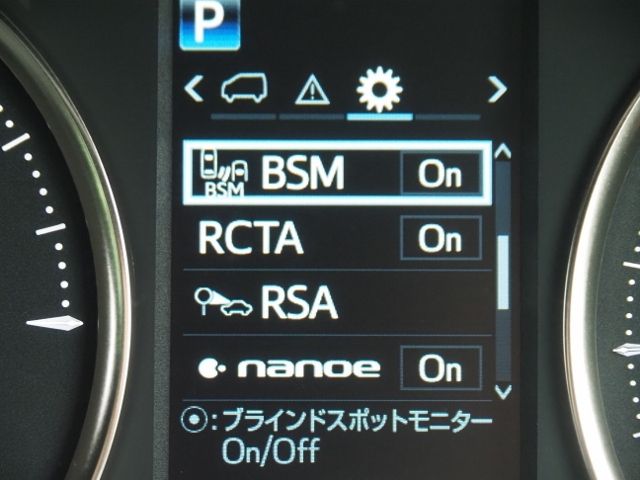 P
BSM BSM On
RCTA On
RSA
nanoe On
⦿:ブラインドスポットモニター
On/Off